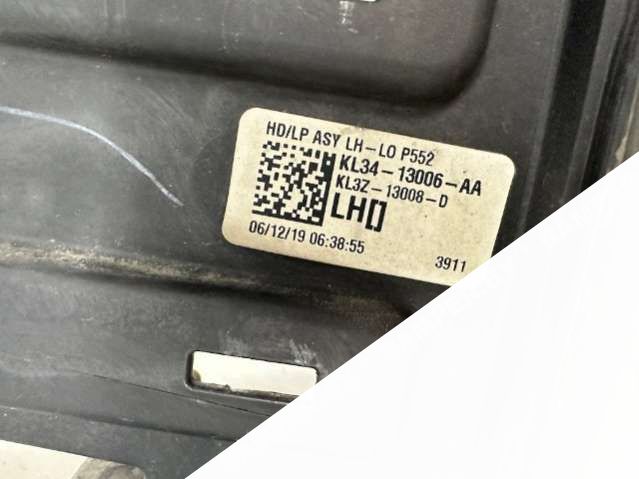 HD/LP ASY LH-LO P552
KL34-13006-AA
KL3Z-13008-D
LH[]
06/12/19 06:38:55
3911